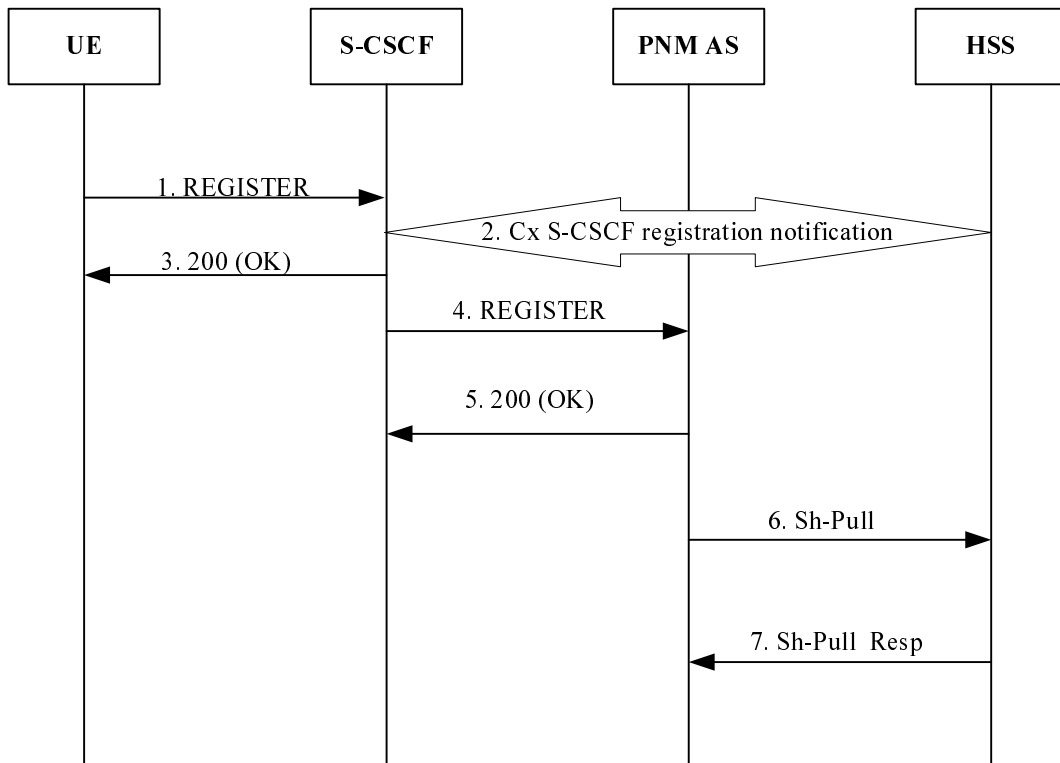 UE
S-CSCF
PNM AS
HSS
1. REGISTER
2. Cx S-CSCF registration notification
3. 200 (OK)
4. REGISTER
5. 200 (OK)
6. Sh-Pull
7. Sh-Pull Resp